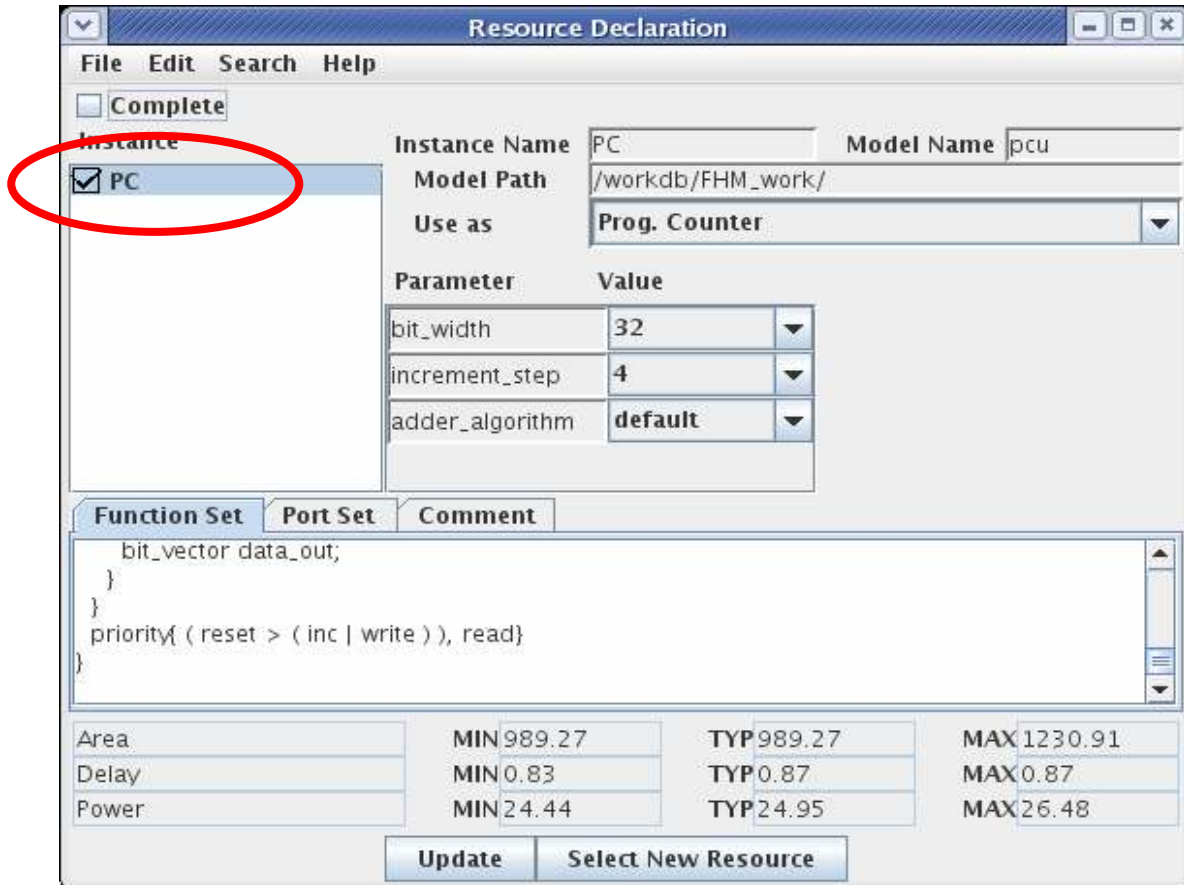 Resource Declaration
File Edit Search Help
Complete
Instance
PC
Instance Name PC Model Name pcu
Model Path /workdb/FHM_work/
Use as Prog. Counter
Parameter Value
bit_width 32
increment_step 4
adder_algorithm default
Function Set Port Set Comment
bit_vector data_out;
}
}
priority{ ( reset > ( inc | write ) ), read}
}
Area MIN 989.27 TYP 989.27 MAX 1230.91
Delay MIN 0.83 TYP 0.87 MAX 0.87
Power MIN 24.44 TYP 24.95 MAX 26.48
Update Select New Resource